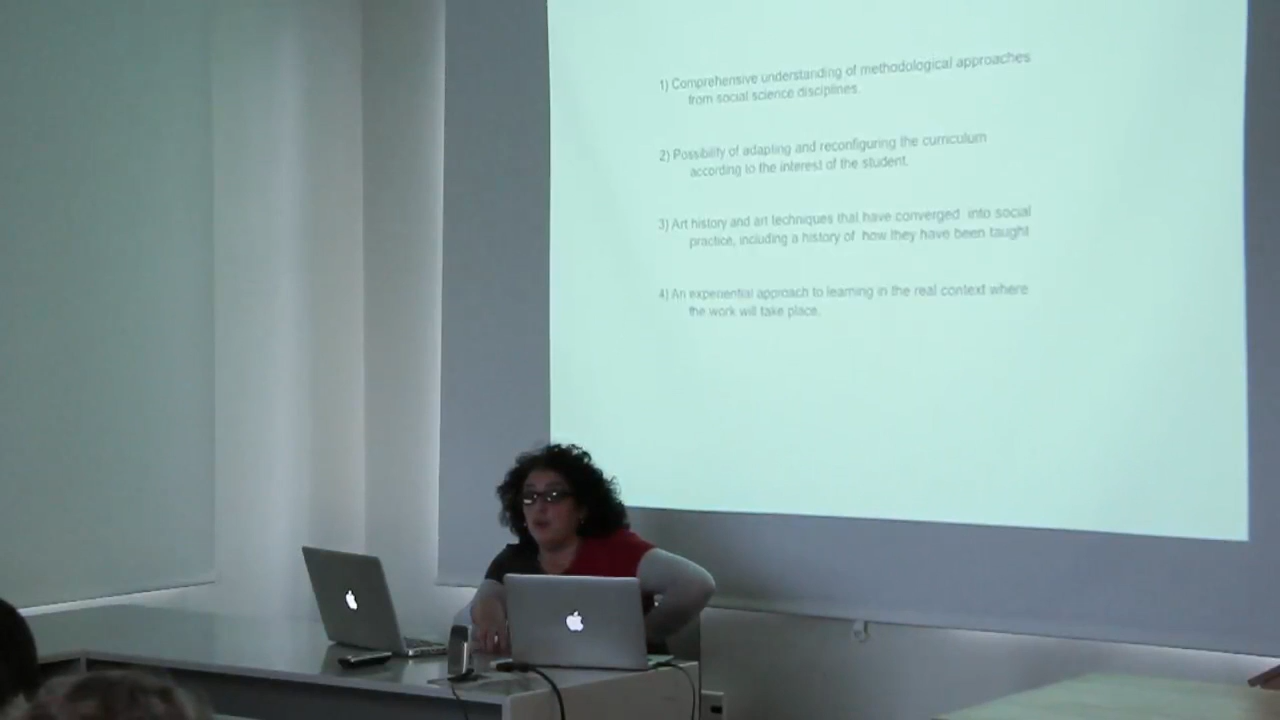 1) Comprehensive understanding of methodological approaches
from social science disciplines.
2) Possibility of adapting and reconfiguring the curriculum
according to the interest of the student.
3) Art history and art techniques that have converged into social
practice, including a history of how they have been taught
4) An experiential approach to learning in the real context where
the work will take place.